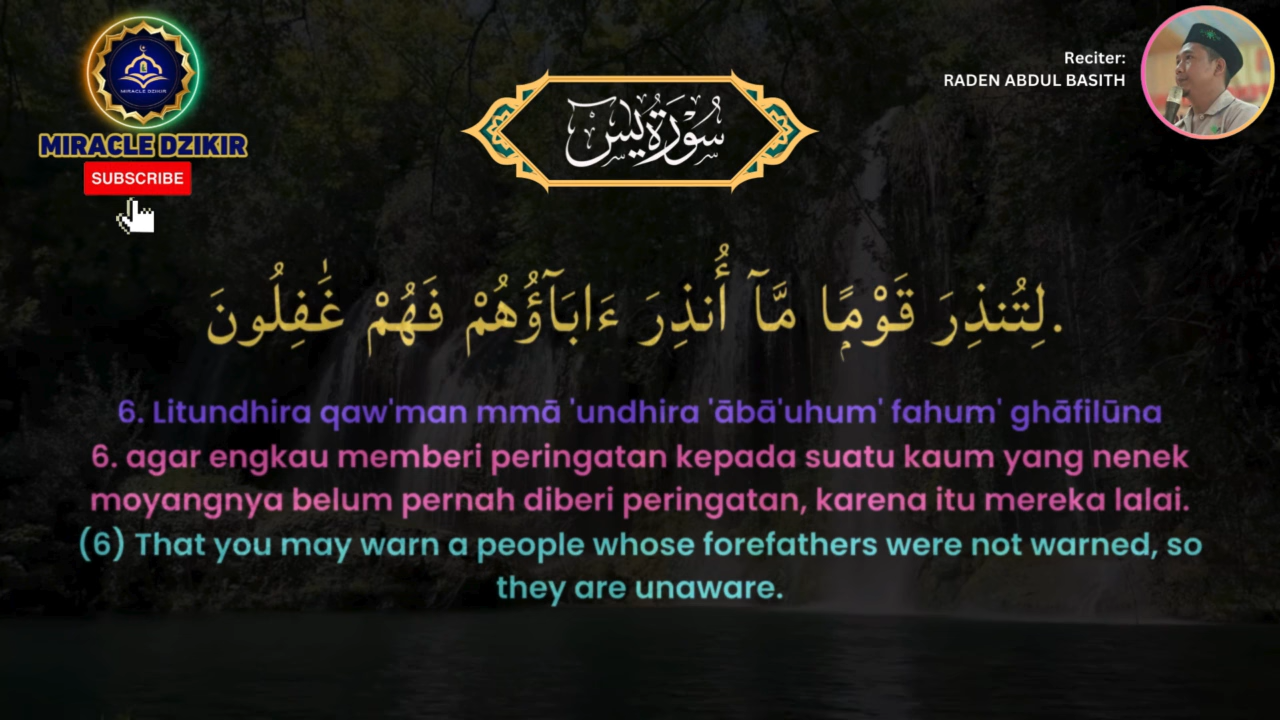 MIRACLE DZIKIR
MIRACLE DZIKIR
SUBSCRIBE
Reciter:
RADEN ABDUL BASITH
سُوْرَةُ يٰسٓ
لِتُنذِرَ قَوْمًۭا مَّآ أُنذِرَ ءَابَآؤُهُمْ فَهُمْ غَٰفِلُونَ.
6. Litundhira qaw'man mmā 'undhira 'ābā'uhum' fahum' ghāfilūna
6. agar engkau memberi peringatan kepada suatu kaum yang nenek
moyangnya belum pernah diberi peringatan, karena itu mereka lalai.
(6) That you may warn a people whose forefathers were not warned, so
they are unaware.